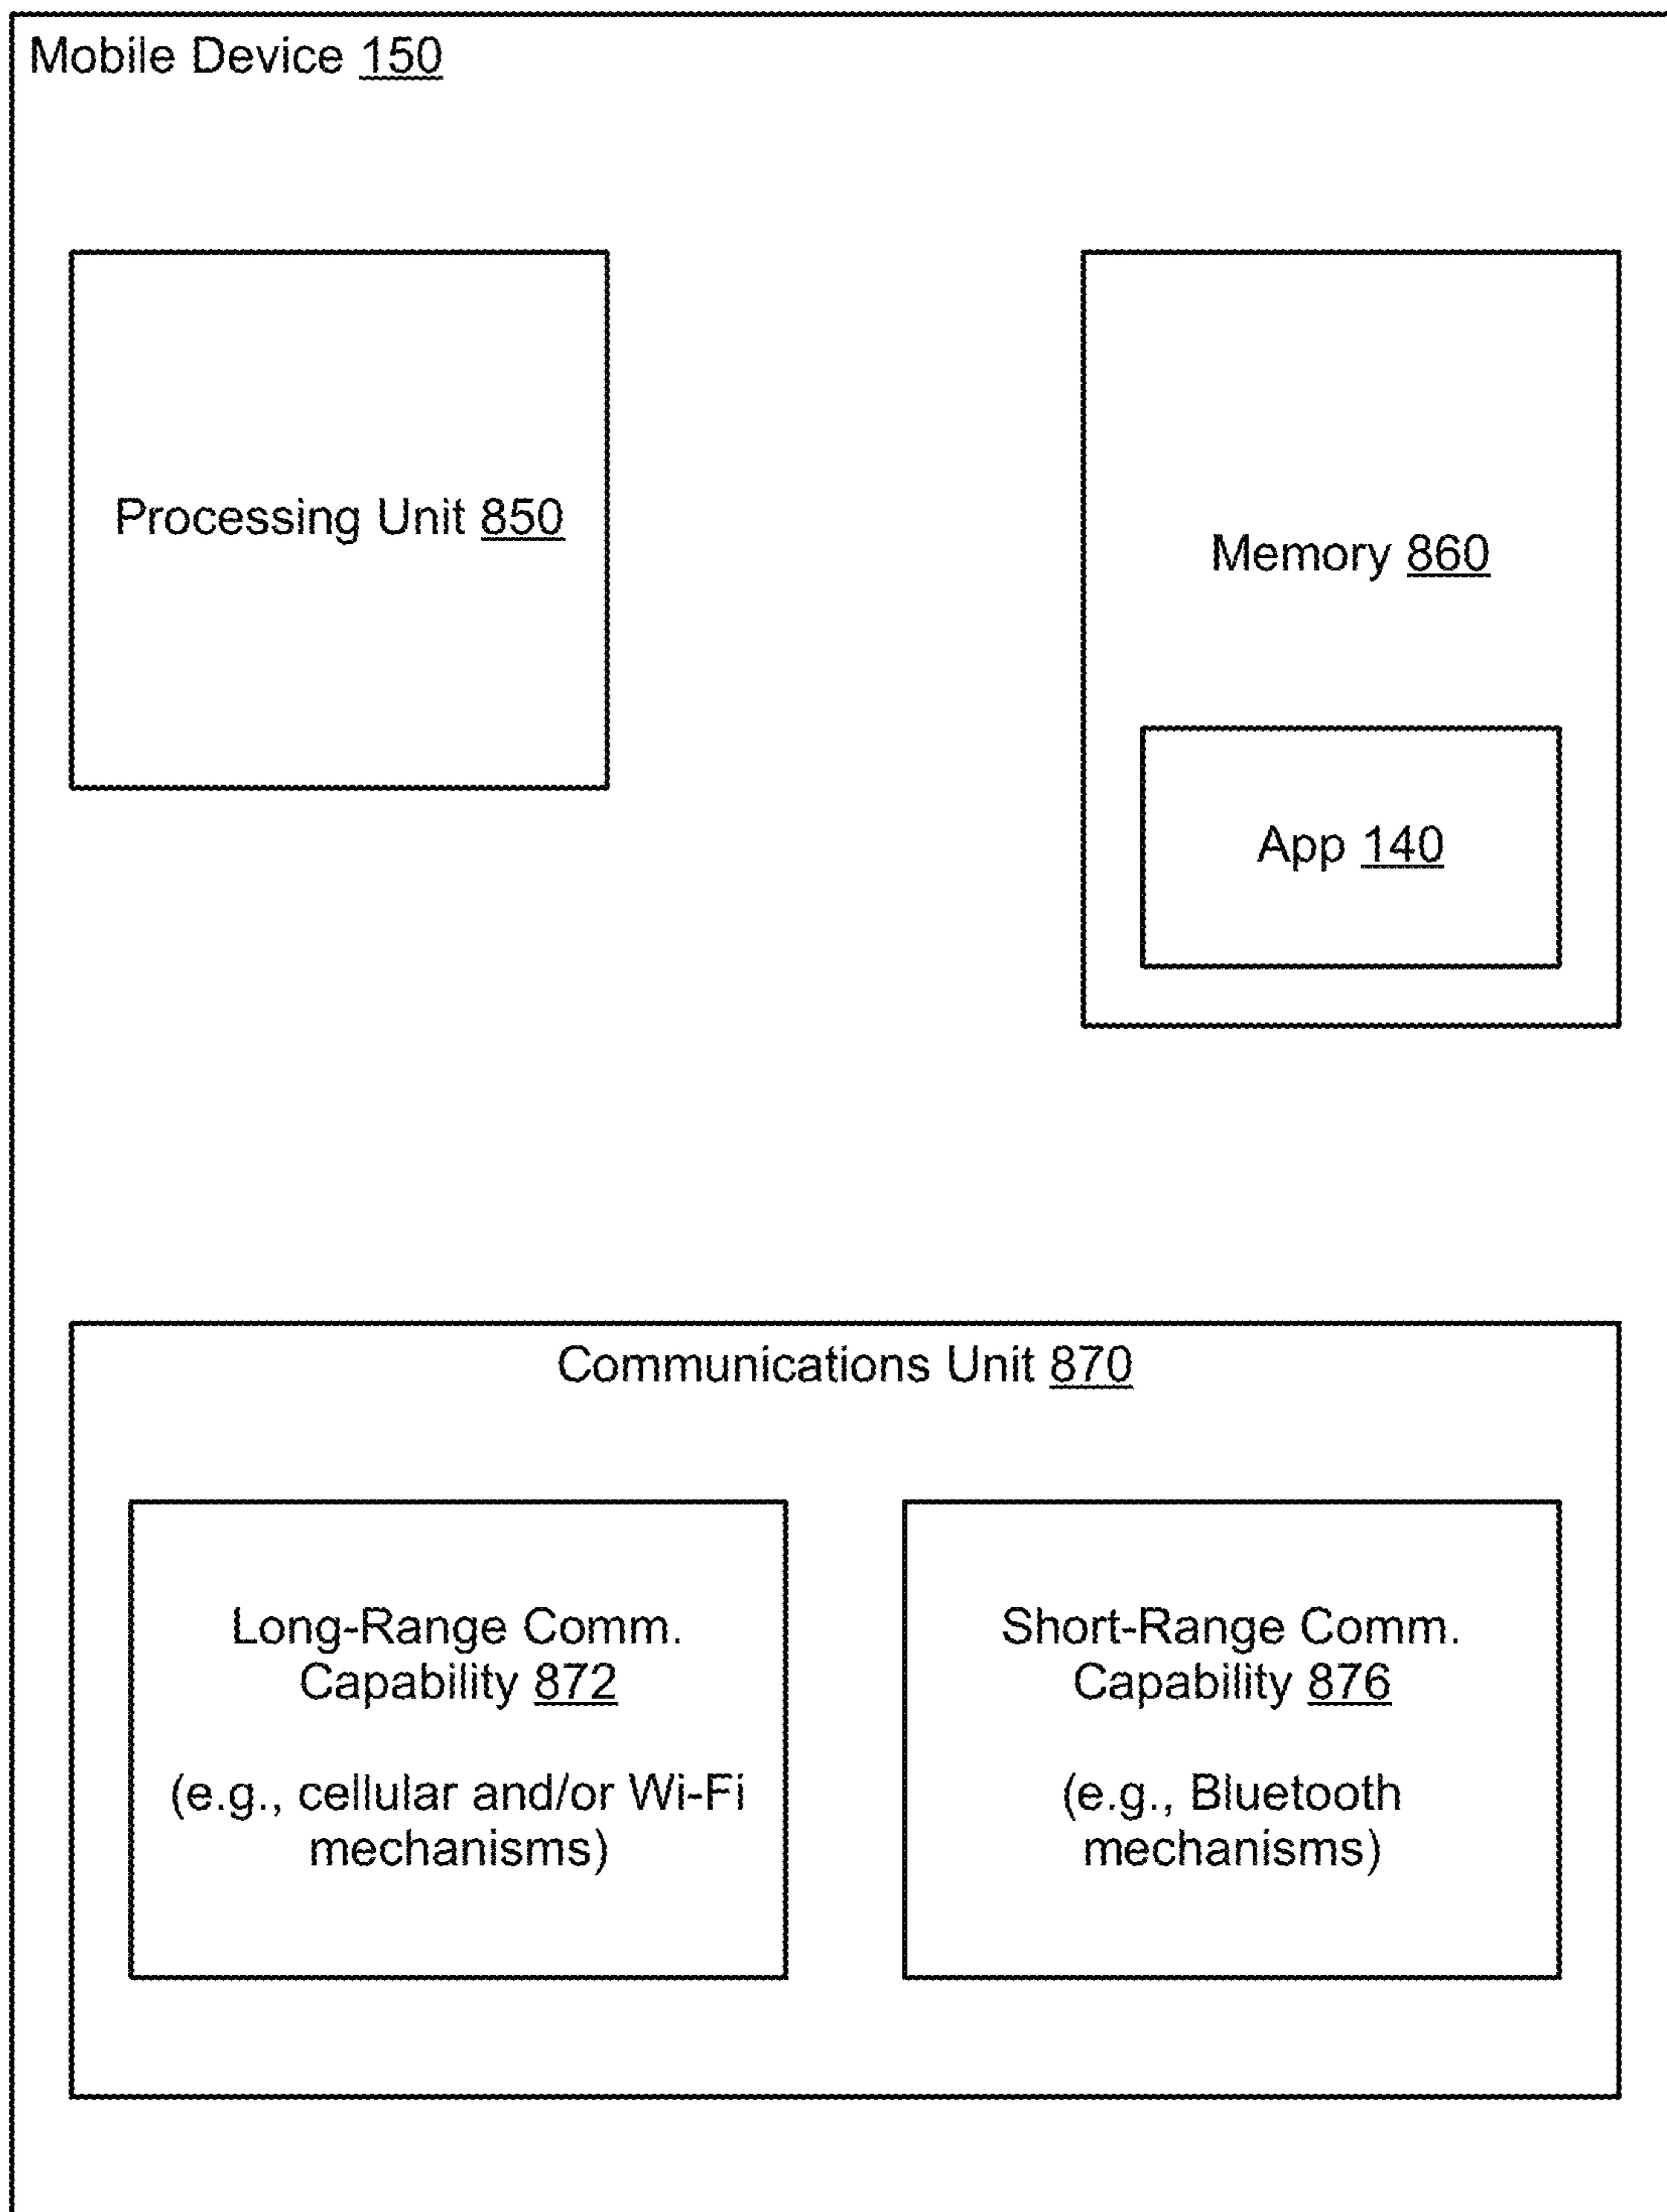 Mobile Device 150
Processing Unit 850
Memory 860
App 140
Communications Unit 870
Long-Range Comm.
Capability 872
(e.g., cellular and/or Wi-Fi
mechanisms)
Short-Range Comm.
Capability 876
(e.g., Bluetooth
mechanisms)